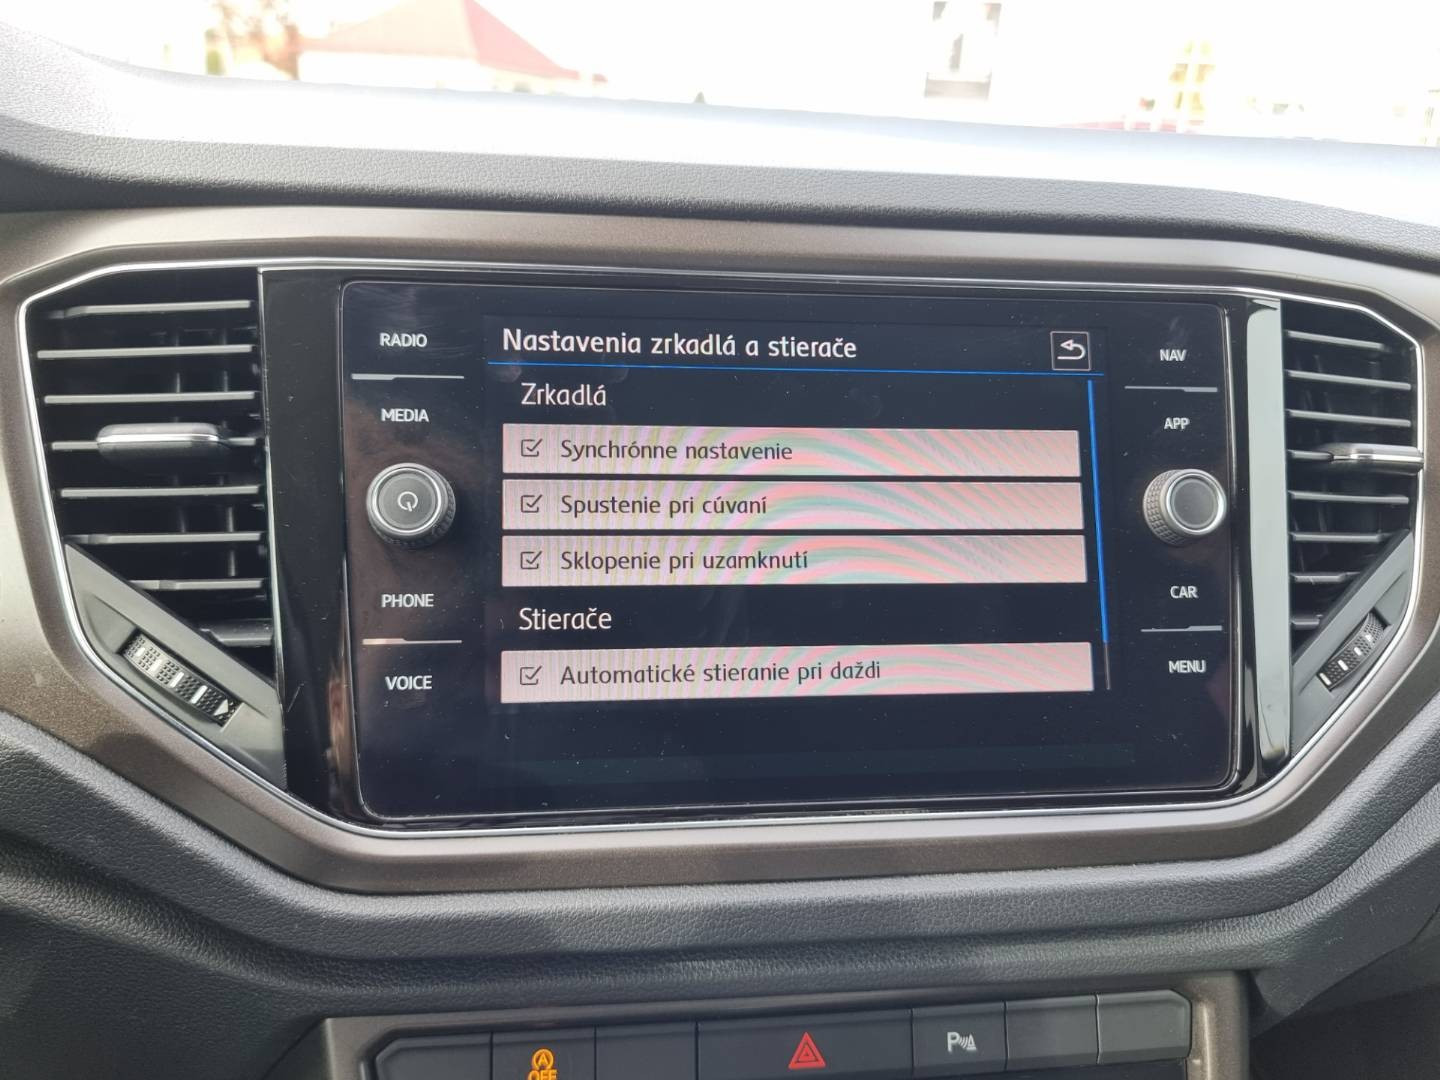 RADIO
MEDIA
PHONE
VOICE
Nastavenia zrkadlá a stierače
Zrkadlá
Synchrónne nastavenie
Spustenie pri cúvaní
Sklopenie pri uzamknutí
Stierače
Automatické stieranie pri daždi
NAV
APP
CAR
MENU
A
OFF
P